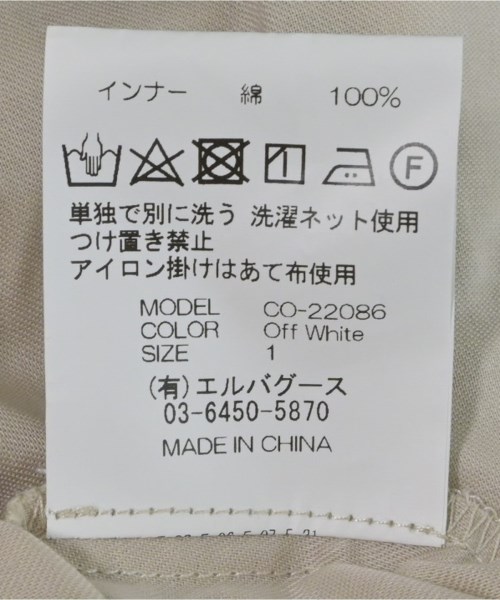 インナー 綿 100%
F
単独で別に洗う 洗濯ネット使用
つけ置き禁止
アイロン掛けはあて布使用
MODEL CO-22086
COLOR Off White
SIZE 1
(有)エルバグース
03-6450-5870
MADE IN CHINA